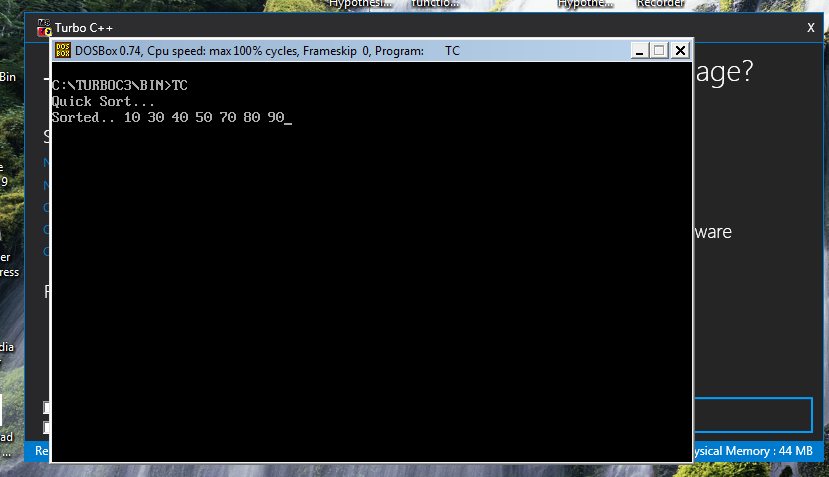 Hypothesi... functio... Hypothe... Recorder
Turbo C++ X
DOSBox 0.74, Cpu speed: max 100% cycles, Frameskip 0, Program: TC
Bin
age?
C:\TURBOC3\BIN>TC
Quick Sort...
Sorted.. 10 30 40 50 70 80 90_
9
ware
er
ress
dia
ad
...
Re
ysical Memory : 44 MB